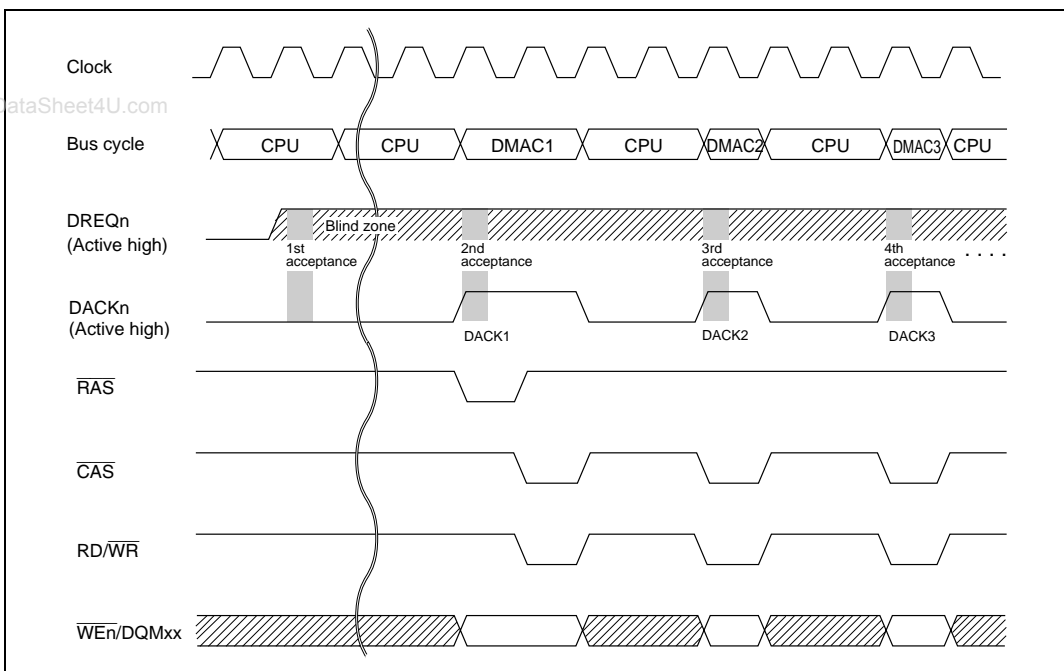 Clock
DataSheet4U.com
Bus cycle
CPU CPU DMAC1 CPU DMAC2 CPU DMAC3 CPU
DREQn
(Active high)
Blind zone
1st
acceptance
2nd
acceptance
3rd
acceptance
4th
acceptance
. . . .
DACKn
(Active high)
DACK1 DACK2 DACK3
RAS
CAS
RD/WR
WEn/DQMxx